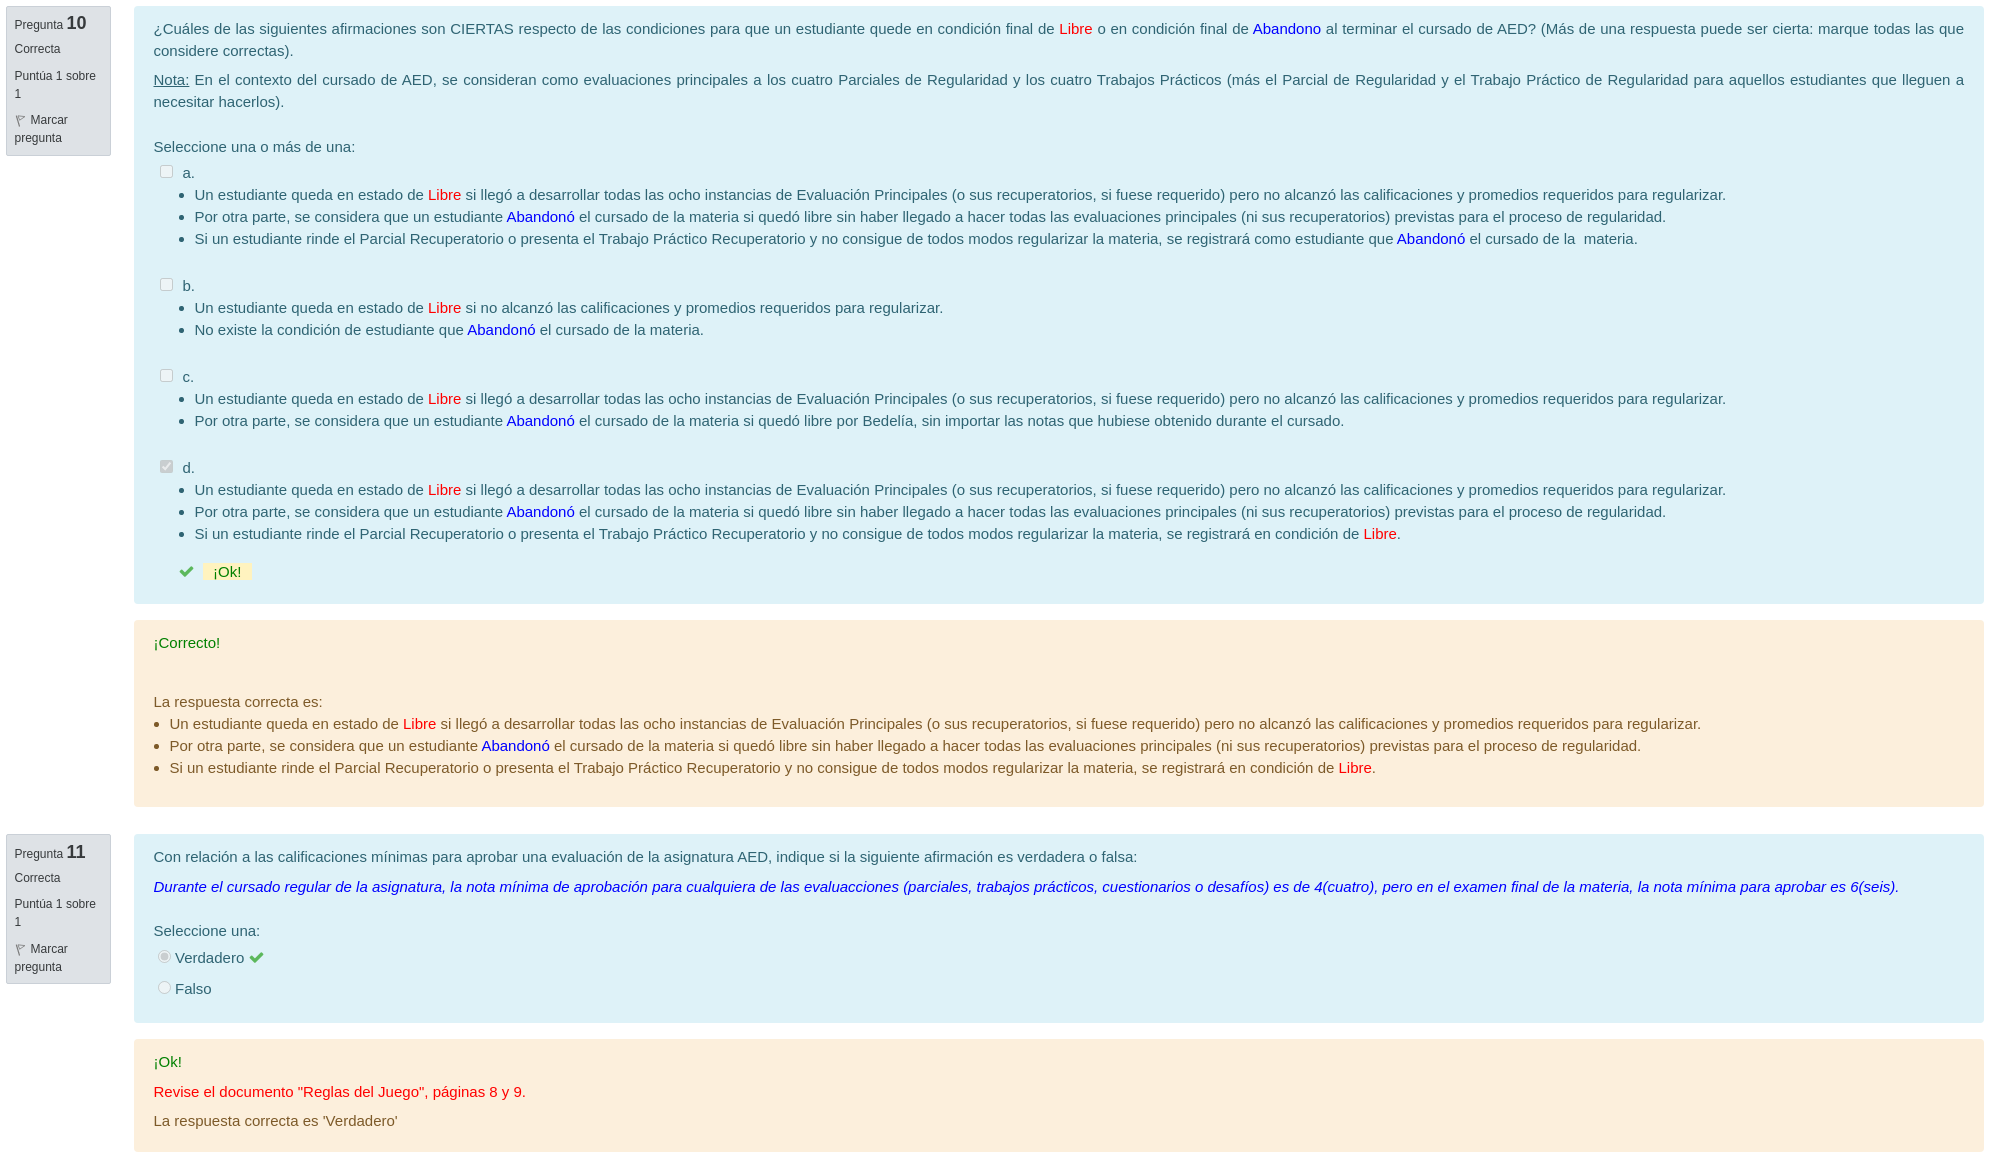 Pregunta 10
Correcta
Puntúa 1 sobre
1
Marcar
pregunta
¿Cuáles de las siguientes afirmaciones son CIERTAS respecto de las condiciones para que un estudiante quede en condición final de Libre o en condición final de Abandono al terminar el cursado de AED? (Más de una respuesta puede ser cierta: marque todas las que
considere correctas).
Nota: En el contexto del cursado de AED, se consideran como evaluaciones principales a los cuatro Parciales de Regularidad y los cuatro Trabajos Prácticos (más el Parcial de Regularidad y el Trabajo Práctico de Regularidad para aquellos estudiantes que lleguen a
necesitar hacerlos).
Seleccione una o más de una:
a.
• Un estudiante queda en estado de Libre si llegó a desarrollar todas las ocho instancias de Evaluación Principales (o sus recuperatorios, si fuese requerido) pero no alcanzó las calificaciones y promedios requeridos para regularizar.
• Por otra parte, se considera que un estudiante Abandonó el cursado de la materia si quedó libre sin haber llegado a hacer todas las evaluaciones principales (ni sus recuperatorios) previstas para el proceso de regularidad.
• Si un estudiante rinde el Parcial Recuperatorio o presenta el Trabajo Práctico Recuperatorio y no consigue de todos modos regularizar la materia, se registrará como estudiante que Abandonó el cursado de la  materia.
b.
• Un estudiante queda en estado de Libre si no alcanzó las calificaciones y promedios requeridos para regularizar.
• No existe la condición de estudiante que Abandonó el cursado de la materia.
c.
• Un estudiante queda en estado de Libre si llegó a desarrollar todas las ocho instancias de Evaluación Principales (o sus recuperatorios, si fuese requerido) pero no alcanzó las calificaciones y promedios requeridos para regularizar.
• Por otra parte, se considera que un estudiante Abandonó el cursado de la materia si quedó libre por Bedelía, sin importar las notas que hubiese obtenido durante el cursado.
d.
• Un estudiante queda en estado de Libre si llegó a desarrollar todas las ocho instancias de Evaluación Principales (o sus recuperatorios, si fuese requerido) pero no alcanzó las calificaciones y promedios requeridos para regularizar.
• Por otra parte, se considera que un estudiante Abandonó el cursado de la materia si quedó libre sin haber llegado a hacer todas las evaluaciones principales (ni sus recuperatorios) previstas para el proceso de regularidad.
• Si un estudiante rinde el Parcial Recuperatorio o presenta el Trabajo Práctico Recuperatorio y no consigue de todos modos regularizar la materia, se registrará en condición de Libre.
¡Ok!
¡Correcto!
La respuesta correcta es:
• Un estudiante queda en estado de Libre si llegó a desarrollar todas las ocho instancias de Evaluación Principales (o sus recuperatorios, si fuese requerido) pero no alcanzó las calificaciones y promedios requeridos para regularizar.
• Por otra parte, se considera que un estudiante Abandonó el cursado de la materia si quedó libre sin haber llegado a hacer todas las evaluaciones principales (ni sus recuperatorios) previstas para el proceso de regularidad.
• Si un estudiante rinde el Parcial Recuperatorio o presenta el Trabajo Práctico Recuperatorio y no consigue de todos modos regularizar la materia, se registrará en condición de Libre.
Pregunta 11
Correcta
Puntúa 1 sobre
1
Marcar
pregunta
Con relación a las calificaciones mínimas para aprobar una evaluación de la asignatura AED, indique si la siguiente afirmación es verdadera o falsa:
Durante el cursado regular de la asignatura, la nota mínima de aprobación para cualquiera de las evaluacciones (parciales, trabajos prácticos, cuestionarios o desafíos) es de 4(cuatro), pero en el examen final de la materia, la nota mínima para aprobar es 6(seis).
Seleccione una:
Verdadero
Falso
¡Ok!
Revise el documento "Reglas del Juego", páginas 8 y 9.
La respuesta correcta es 'Verdadero'